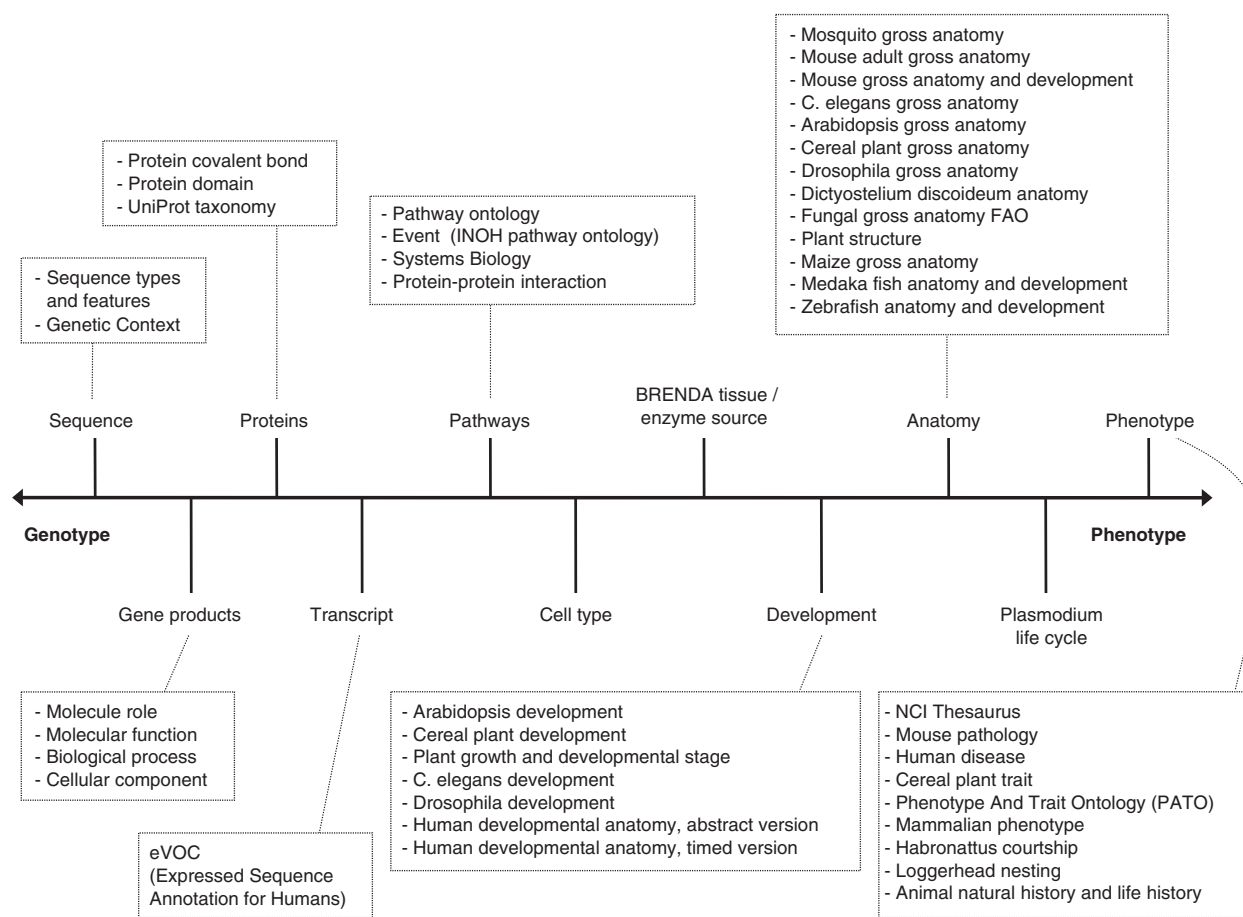 - Mosquito gross anatomy
- Mouse adult gross anatomy
- Mouse gross anatomy and development
- C. elegans gross anatomy
- Arabidopsis gross anatomy
- Cereal plant gross anatomy
- Drosophila gross anatomy
- Dictyostelium discoideum anatomy
- Fungal gross anatomy FAO
- Plant structure
- Maize gross anatomy
- Medaka fish anatomy and development
- Zebrafish anatomy and development
- Protein covalent bond
- Protein domain
- UniProt taxonomy
- Pathway ontology
- Event (INOH pathway ontology)
- Systems Biology
- Protein-protein interaction
- Sequence types
and features
- Genetic Context
Sequence
Proteins
Pathways
BRENDA tissue /
enzyme source
Anatomy
Phenotype
Genotype
Phenotype
Gene products
Transcript
Cell type
Development
Plasmodium
life cycle
- Molecule role
- Molecular function
- Biological process
- Cellular component
eVOC
(Expressed Sequence
Annotation for Humans)
- Arabidopsis development
- Cereal plant development
- Plant growth and developmental stage
- C. elegans development
- Drosophila development
- Human developmental anatomy, abstract version
- Human developmental anatomy, timed version
- NCI Thesaurus
- Mouse pathology
- Human disease
- Cereal plant trait
- Phenotype And Trait Ontology (PATO)
- Mammalian phenotype
- Habronattus courtship
- Loggerhead nesting
- Animal natural history and life history